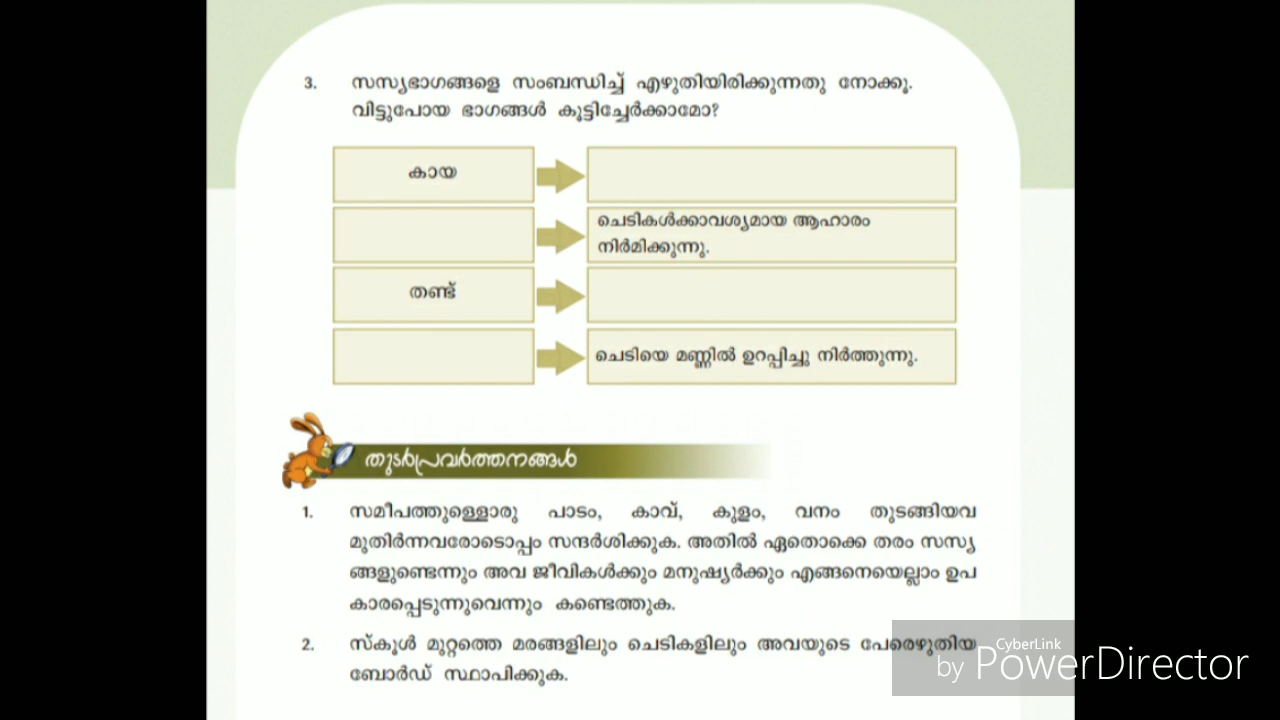 3. സസ്യഭാഗങ്ങളെ സംബന്ധിച്ച് എഴുതിയിരിക്കുന്നതു നോക്കൂ.
വിട്ടുപോയ ഭാഗങ്ങൾ കൂട്ടിച്ചേർക്കാമോ?
കായ
ചെടികൾക്കാവശ്യമായ ആഹാരം
നിർമിക്കുന്നു.
തണ്ട്
ചെടിയെ മണ്ണിൽ ഉറപ്പിച്ചു നിർത്തുന്നു.
തുടർപ്രവർത്തനങ്ങൾ
1. സമീപത്തുള്ളൊരു പാടം, കാവ്, കുളം, വനം തുടങ്ങിയവ
മുതിർന്നവരോടൊപ്പം സന്ദർശിക്കുക. അതിൽ ഏതൊക്കെ തരം സസ്യ
ങ്ങളുണ്ടെന്നും അവ ജീവികൾക്കും മനുഷ്യർക്കും എങ്ങനെയെല്ലാം ഉപ
കാരപ്പെടുന്നുവെന്നും കണ്ടെത്തുക.
2. സ്കൂൾ മുറ്റത്തെ മരങ്ങളിലും ചെടികളിലും അവയുടെ പേരെഴുതിയ
ബോർഡ് സ്ഥാപിക്കുക.
CyberLink
by PowerDirector